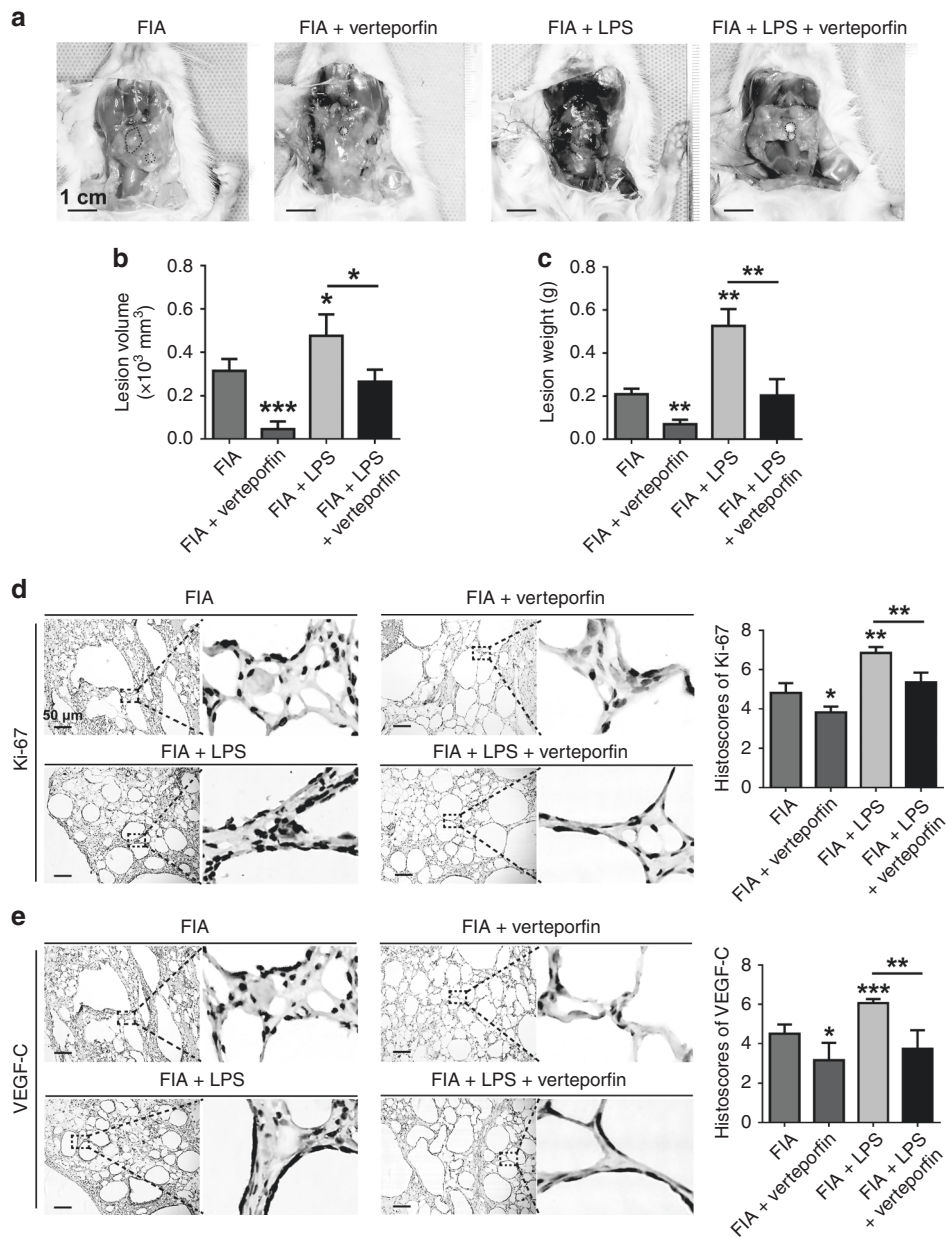 a
FIA
FIA + verteporfin
FIA + LPS
FIA + LPS + verteporfin
1 cm
b
Lesion volume
(×10³ mm³)
0.8
0.6
0.4
0.2
0.0
***
*
*
FIA
FIA + verteporfin
FIA + LPS
FIA + LPS
+ verteporfin
c
Lesion weight (g)
0.8
0.6
0.4
0.2
0.0
**
**
**
FIA
FIA + verteporfin
FIA + LPS
FIA + LPS
+ verteporfin
d
Ki-67
FIA
FIA + verteporfin
50 µm
FIA + LPS
FIA + LPS + verteporfin
Histoscores of Ki-67
8
6
4
2
0
*
**
**
FIA
FIA + verteporfin
FIA + LPS
FIA + LPS
+ verteporfin
e
VEGF-C
FIA
FIA + verteporfin
FIA + LPS
FIA + LPS + verteporfin
Histoscores of VEGF-C
8
6
4
2
0
*
***
**
FIA
FIA + verteporfin
FIA + LPS
FIA + LPS
+ verteporfin